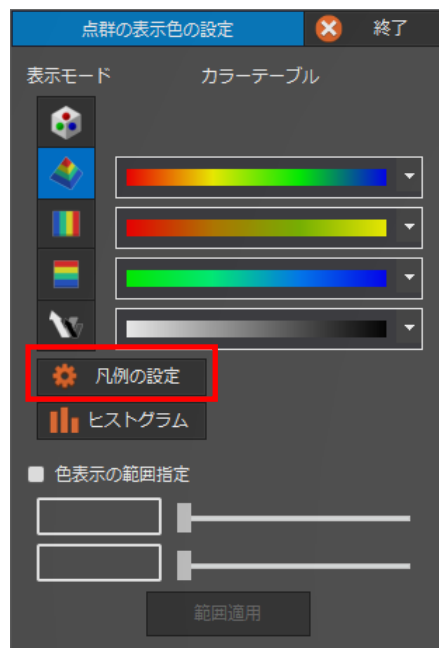 点群の表示色の設定
終了
表示モード
カラーテーブル
凡例の設定
ヒストグラム
色表示の範囲指定
範囲適用